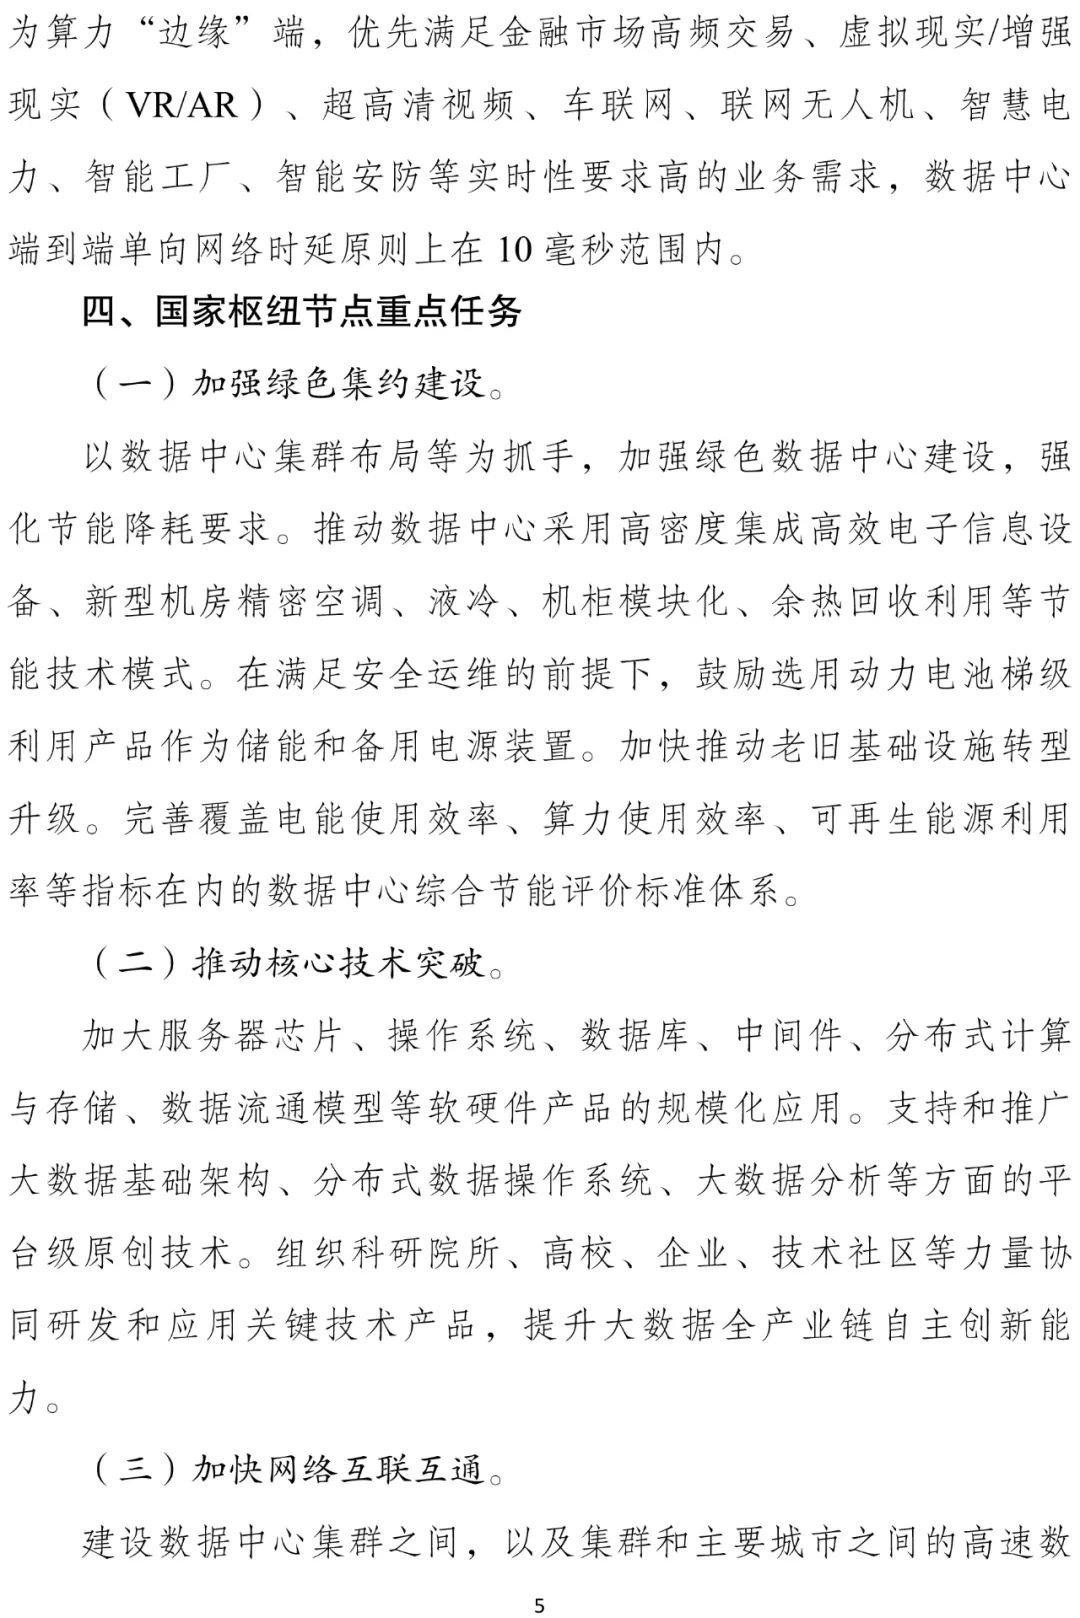 为算力“边缘”端，优先满足金融市场高频交易、虚拟现实/增强
现实（VR/AR）、超高清视频、车联网、联网无人机、智慧电
力、智能工厂、智能安防等实时性要求高的业务需求，数据中心
端到端单向网络时延原则上在 10 毫秒范围内。
四、国家枢纽节点重点任务
（一）加强绿色集约建设。
以数据中心集群布局等为抓手，加强绿色数据中心建设，强
化节能降耗要求。推动数据中心采用高密度集成高效电子信息设
备、新型机房精密空调、液冷、机柜模块化、余热回收利用等节
能技术模式。在满足安全运维的前提下，鼓励选用动力电池梯级
利用产品作为储能和备用电源装置。加快推动老旧基础设施转型
升级。完善覆盖电能使用效率、算力使用效率、可再生能源利用
率等指标在内的数据中心综合节能评价标准体系。
（二）推动核心技术突破。
加大服务器芯片、操作系统、数据库、中间件、分布式计算
与存储、数据流通模型等软硬件产品的规模化应用。支持和推广
大数据基础架构、分布式数据操作系统、大数据分析等方面的平
台级原创技术。组织科研院所、高校、企业、技术社区等力量协
同研发和应用关键技术产品，提升大数据全产业链自主创新能
力。
（三）加快网络互联互通。
建设数据中心集群之间，以及集群和主要城市之间的高速数
5